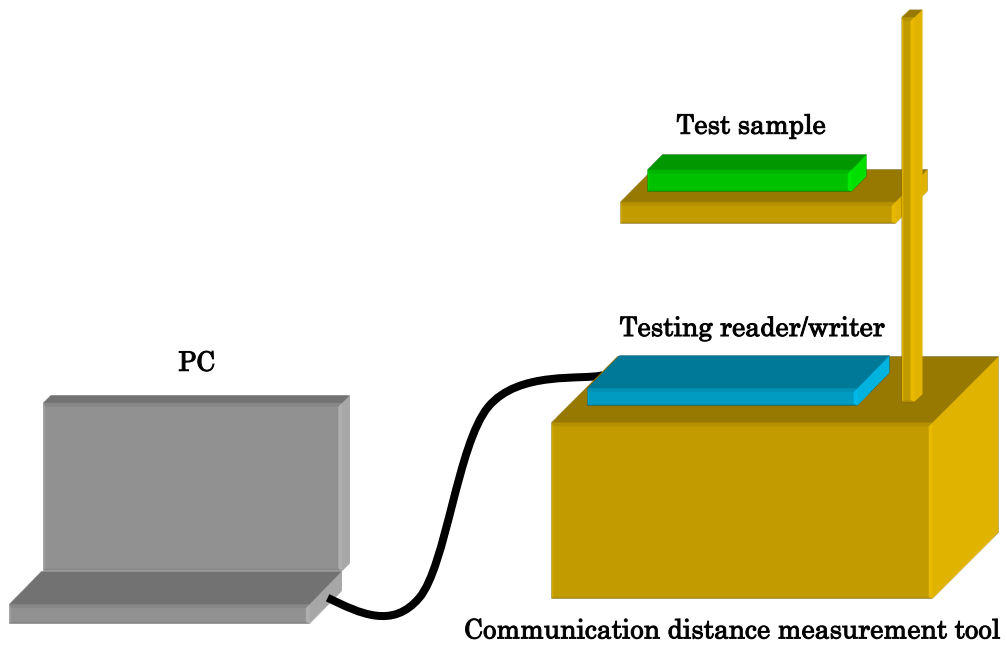 Test sample
Testing reader/writer
PC
Communication distance measurement tool